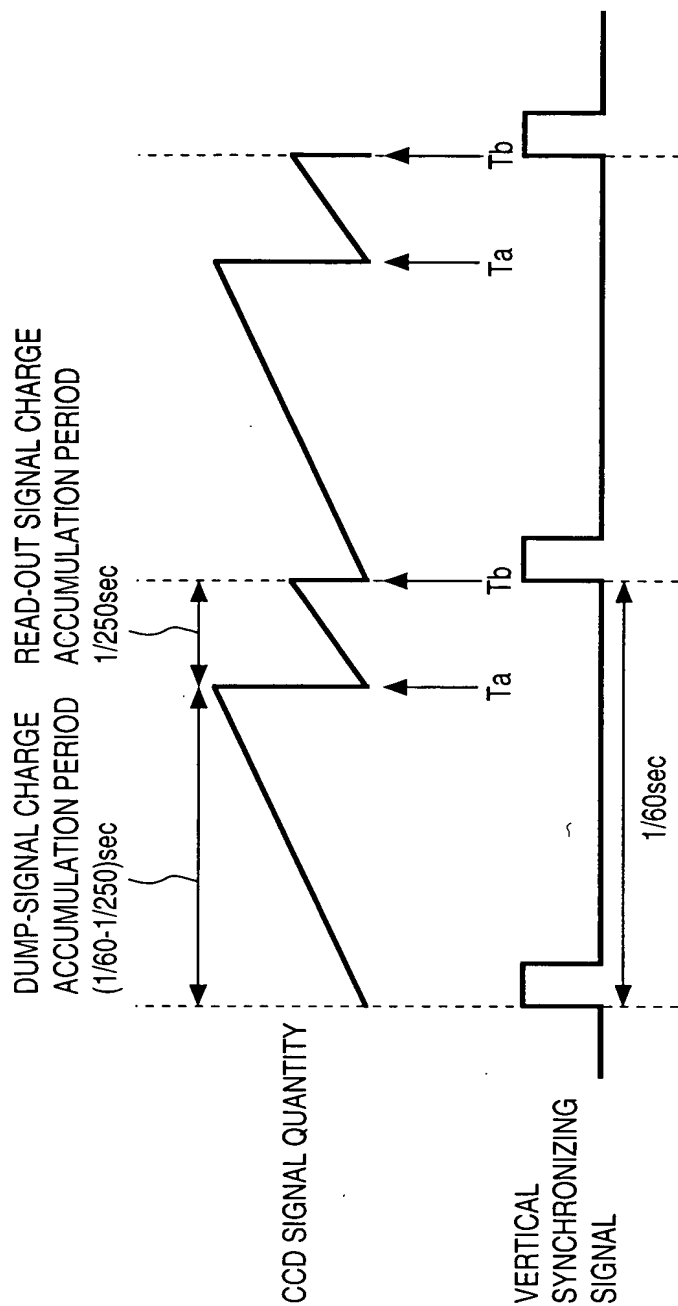 DUMP-SIGNAL CHARGE
ACCUMULATION PERIOD
(1/60-1/250)sec
READ-OUT SIGNAL CHARGE
ACCUMULATION PERIOD
1/250sec
CCD SIGNAL QUANTITY
Ta
Tb
Ta
Tb
VERTICAL
SYNCHRONIZING
SIGNAL
1/60sec